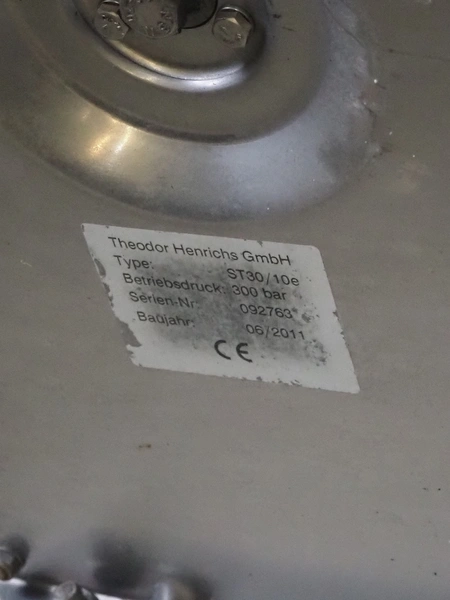 Theodor Henrichs GmbH
Type: ST30/10e
Betriebsdruck: 300 bar
Serien-Nr. 092763
Baujahr: 06/2011
CE